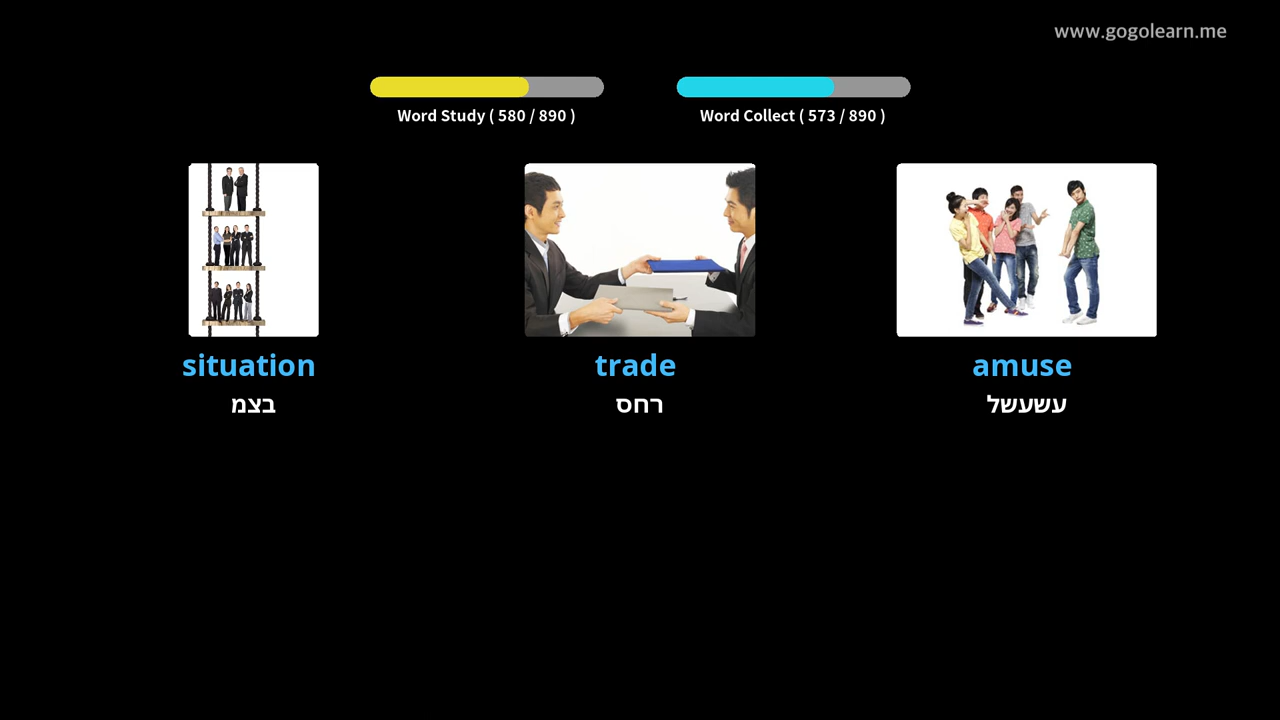 www.gogolearn.me
Word Study ( 580 / 890 )
Word Collect ( 573 / 890 )
situation
בצמ
trade
רחס
amuse
עשעשל